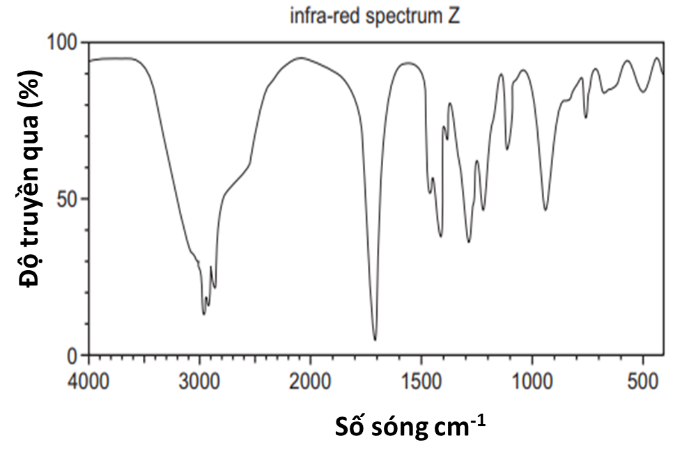 infra-red spectrum Z
Độ truyền qua (%)
100
50
0
4000 3000 2000 1500 1000 500
Số sóng cm-1